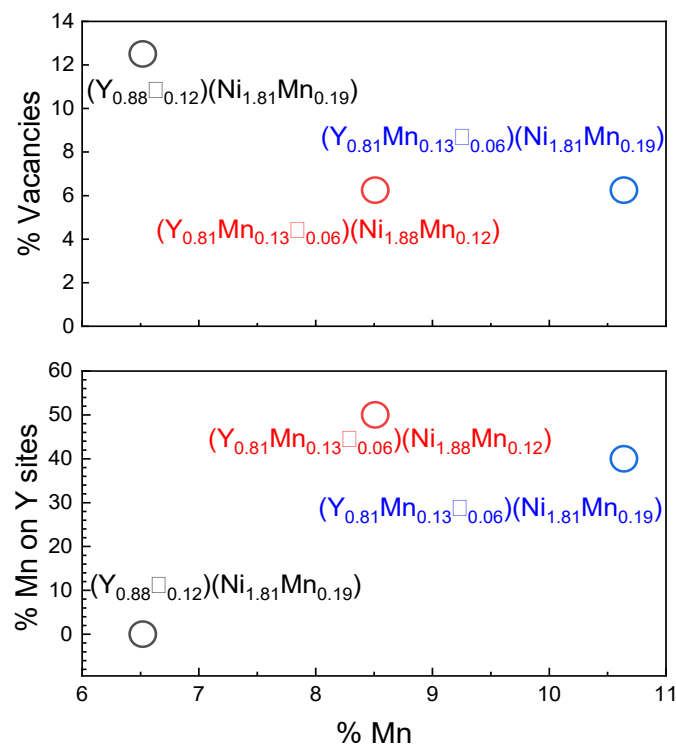 14
12
10
8
6
4
2
0
% Vacancies
(Y0.88□0.12)(Ni1.81Mn0.19)
(Y0.81Mn0.13□0.06)(Ni1.81Mn0.19)
(Y0.81Mn0.13□0.06)(Ni1.88Mn0.12)
60
50
40
30
20
10
0
% Mn on Y sites
(Y0.81Mn0.13□0.06)(Ni1.88Mn0.12)
(Y0.81Mn0.13□0.06)(Ni1.81Mn0.19)
(Y0.88□0.12)(Ni1.81Mn0.19)
6 7 8 9 10 11
% Mn